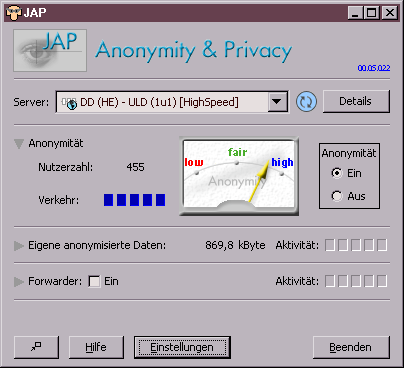 JAP
JAP Anonymity & Privacy
00.05.022
Server: DD (HE) - ULD (1u1) [HighSpeed] Details
Anonymität
Nutzerzahl: 455
Verkehr:
low fair high
Anonymity
Anonymität
Ein
Aus
Eigene anonymisierte Daten: 869,8 kByte Aktivität:
Forwarder: Ein Aktivität:
Hilfe Einstellungen Beenden